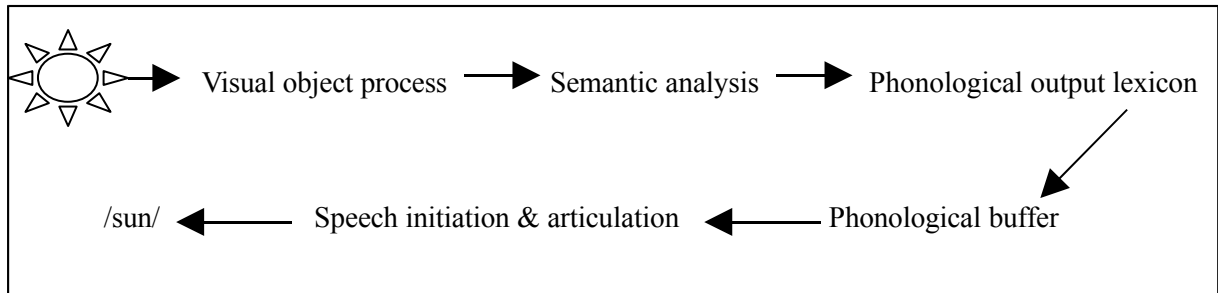 Visual object process Semantic analysis Phonological output lexicon
Phonological buffer
Speech initiation & articulation
/sun/